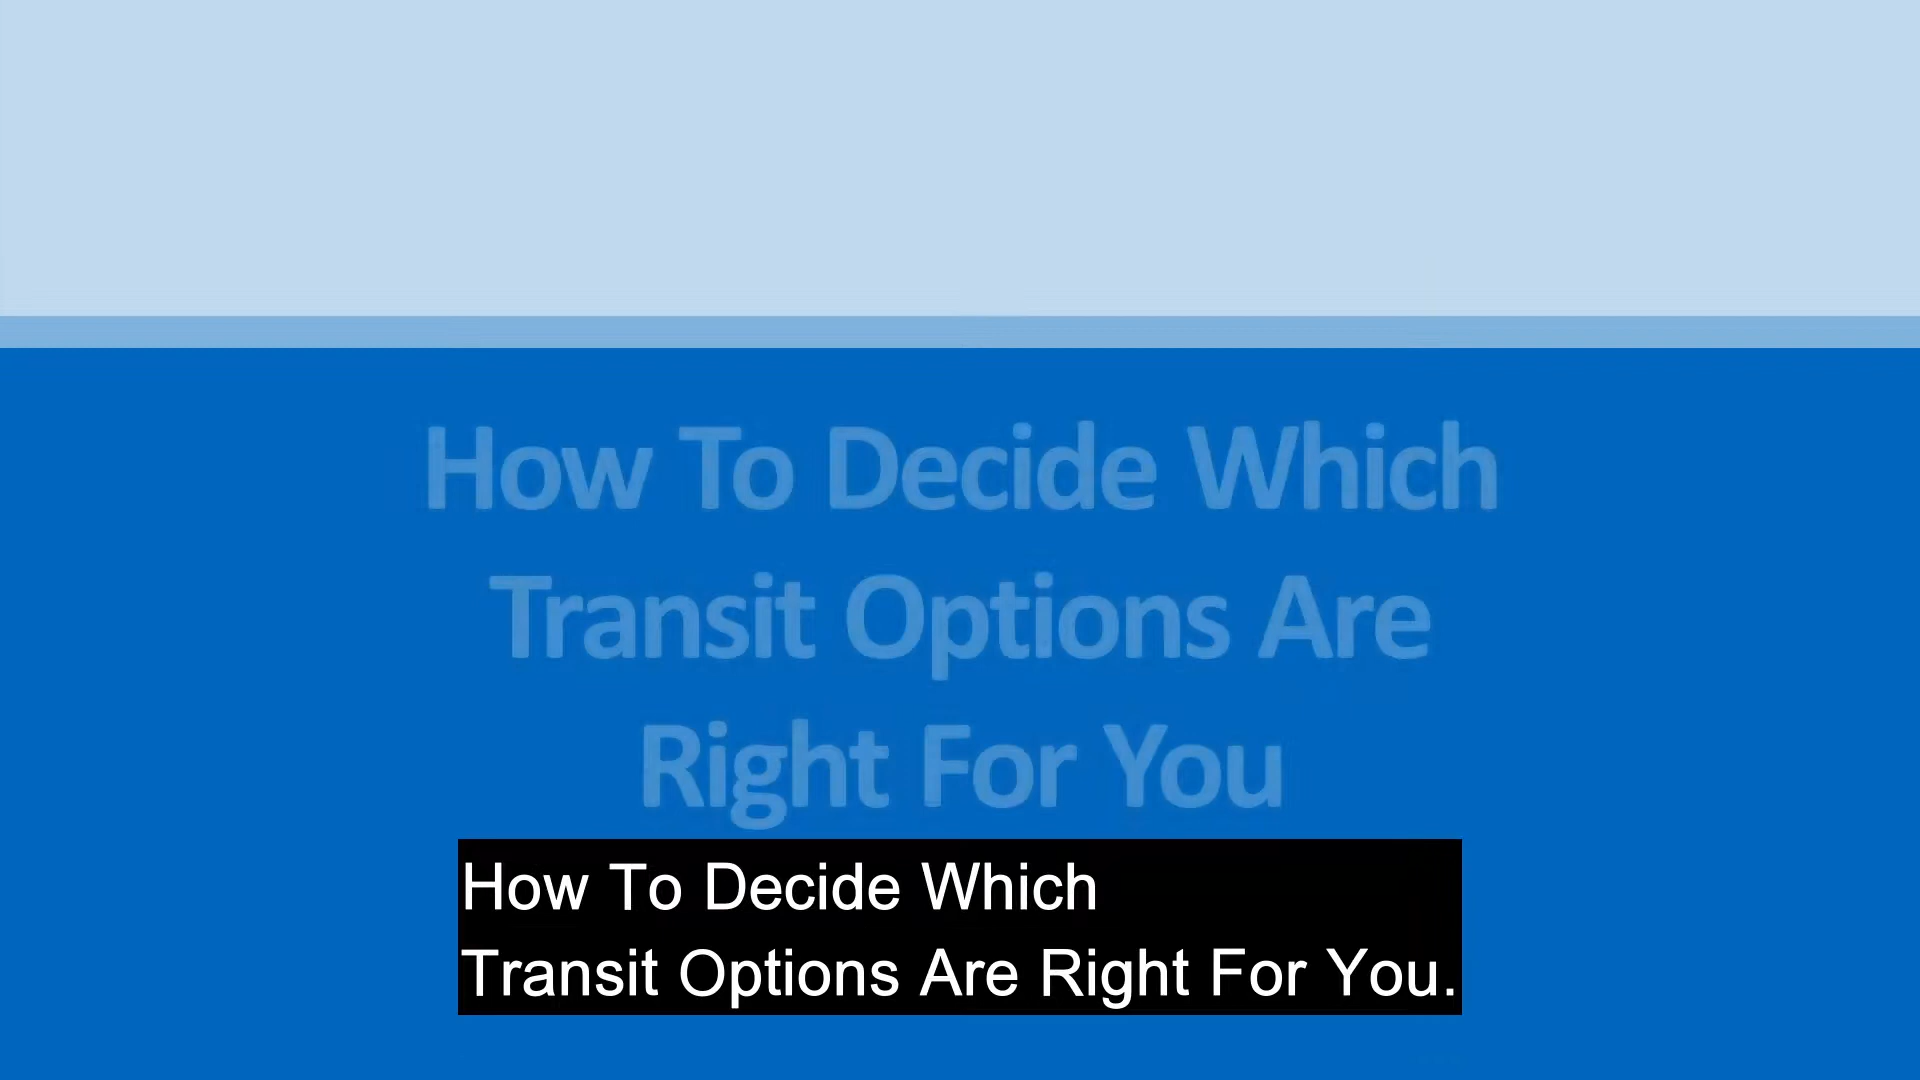 How To Decide Which
Transit Options Are
Right For You
How To Decide Which
Transit Options Are Right For You.